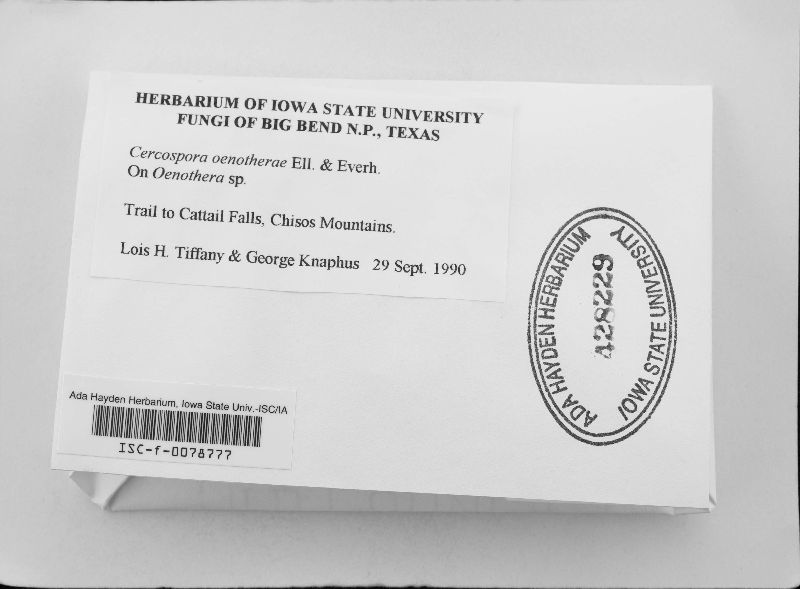 HERBARIUM OF IOWA STATE UNIVERSITY
FUNGI OF BIG BEND N.P., TEXAS
Cercospora oenotherae Ell. & Everh.
On Oenothera sp.
Trail to Cattail Falls, Chisos Mountains.
Lois H. Tiffany & George Knaphus 29 Sept. 1990
ADA HAYDEN HERBARIUM
428229
IOWA STATE UNIVERSITY
Ada Hayden Herbarium, Iowa State Univ.-ISC/IA
ISC-f-0078777